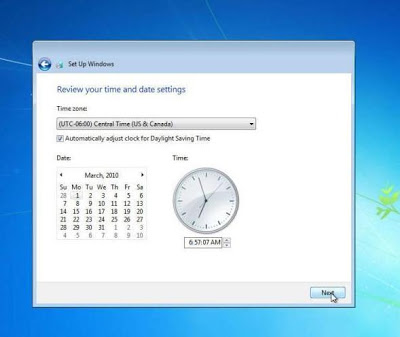 Set Up Windows
Review your time and date settings
Time zone:
(UTC-06:00) Central Time (US & Canada)
Automatically adjust clock for Daylight Saving Time
Date:
Time:
March, 2010
Su Mo Tu We Th Fr Sa
28 1 2 3 4 5 6
7 8 9 10 11 12 13
14 15 16 17 18 19 20
21 22 23 24 25 26 27
28 29 30 31 1 2 3
4 5 6 7 8 9 10
6:57:07 AM
Next